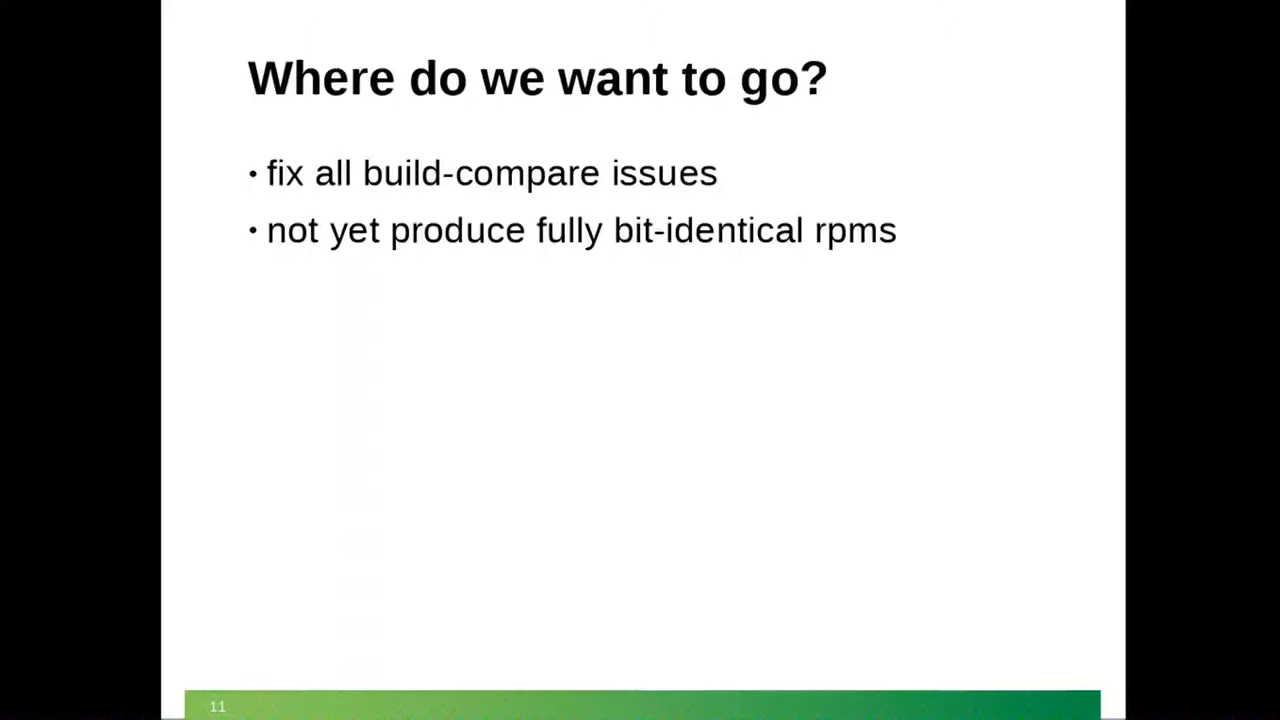 Where do we want to go?
• fix all build-compare issues
• not yet produce fully bit-identical rpms
11